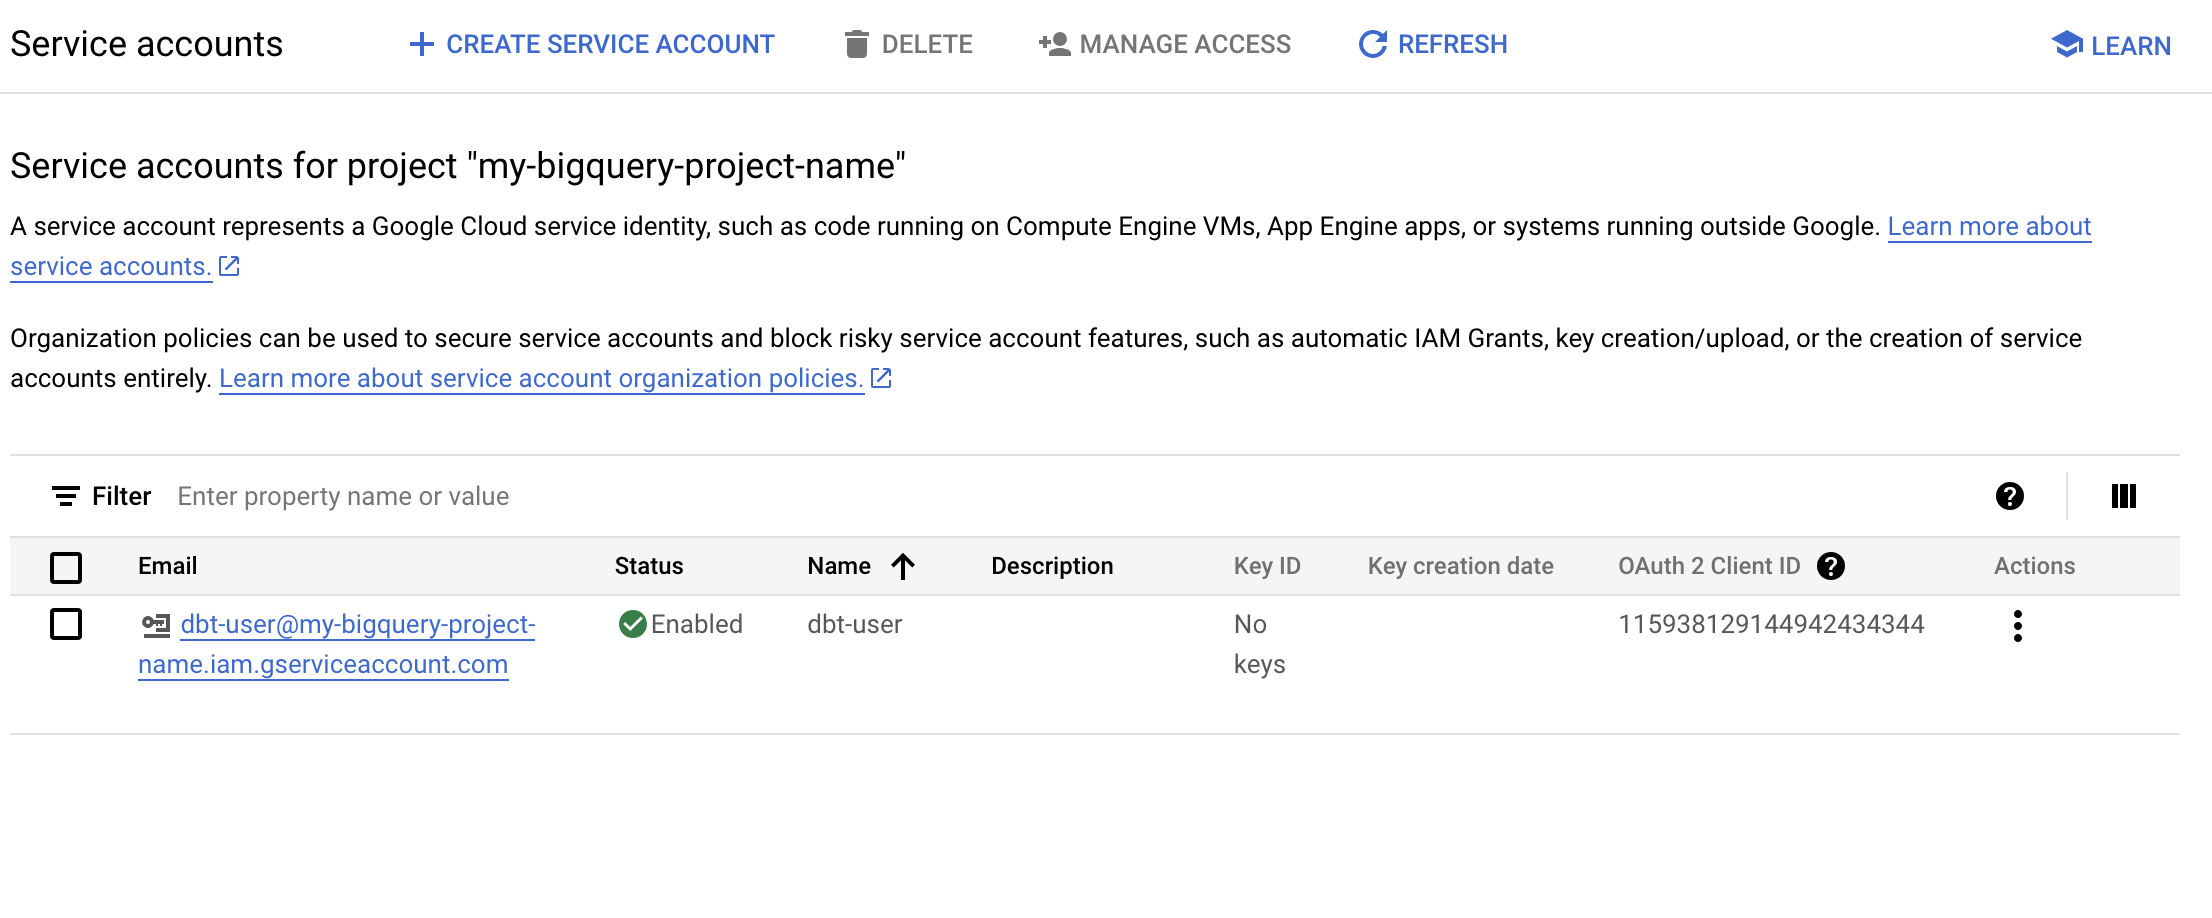 Service accounts
CREATE SERVICE ACCOUNT
DELETE
MANAGE ACCESS
REFRESH
LEARN
Service accounts for project "my-bigquery-project-name"
A service account represents a Google Cloud service identity, such as code running on Compute Engine VMs, App Engine apps, or systems running outside Google. Learn more about
service accounts.
Organization policies can be used to secure service accounts and block risky service account features, such as automatic IAM Grants, key creation/upload, or the creation of service
accounts entirely. Learn more about service account organization policies.
Filter Enter property name or value
Email Status Name Description Key ID Key creation date OAuth 2 Client ID Actions
dbt-user@my-bigquery-project- Enabled dbt-user No 115938129144942434344
name.iam.gserviceaccount.com keys